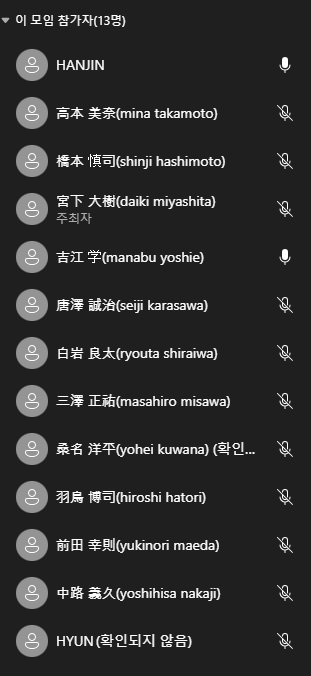 이 모임 참가자(13명)
HANJIN
高本 美奈(mina takamoto)
橋本 慎司(shinji hashimoto)
宮下 大樹(daiki miyashita)
주최자
吉江 学(manabu yoshie)
唐澤 誠治(seiji karasawa)
白岩 良太(ryouta shiraiwa)
三澤 正祐(masahiro misawa)
桑名 洋平(yohei kuwana) (확인...
羽鳥 博司(hiroshi hatori)
前田 幸則(yukinori maeda)
中路 義久(yoshihisa nakaji)
HYUN(확인되지 않음)